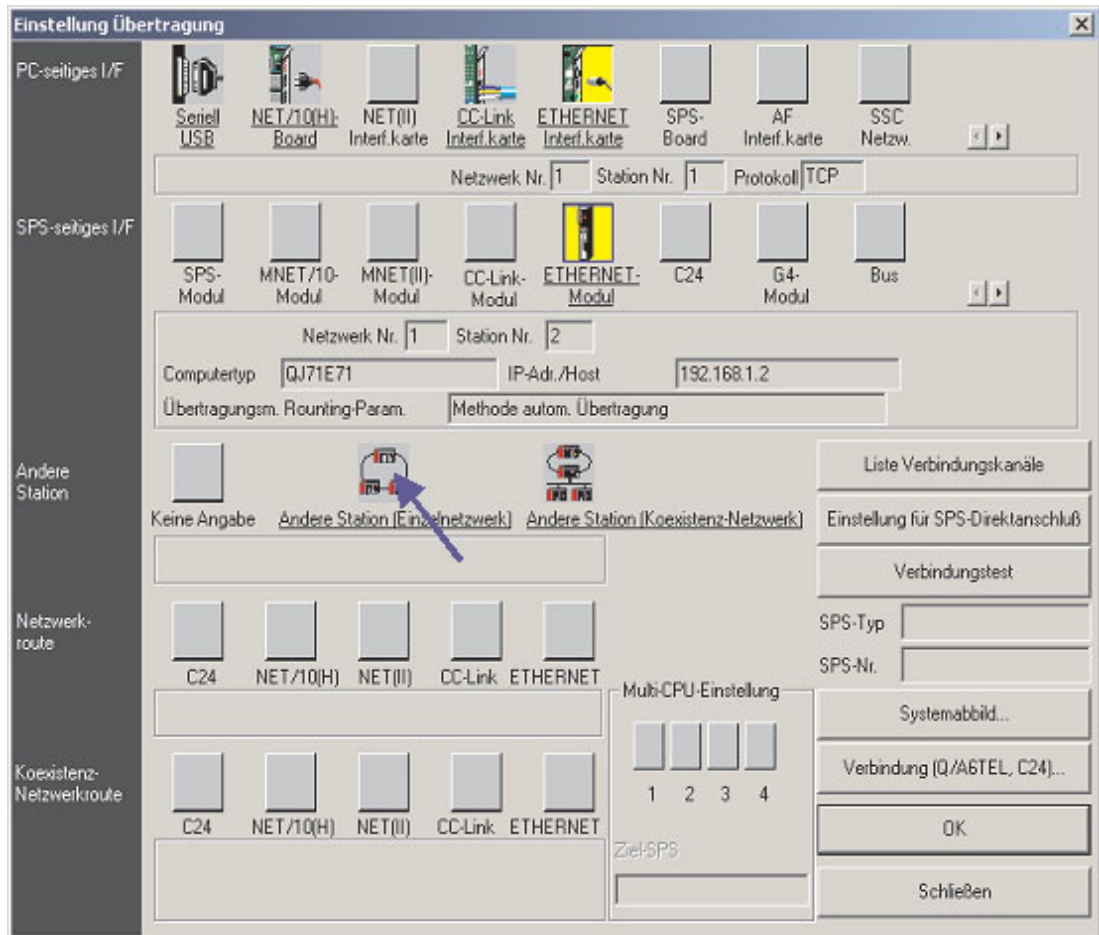 Einstellung Übertragung
PC-seitiges I/F
Seriell USB
NET/10(H)- Board
NET(II) Interf.karte
CC-Link Interf.karte
ETHERNET Interf.karte
SPS- Board
AF Interf.karte
SSC Netzw.
Netzwerk Nr. 1 Station Nr. 1 Protokoll TCP
SPS-seitiges I/F
SPS- Modul
MNET/10- Modul
MNET(II)- Modul
CC-Link- Modul
ETHERNET- Modul
C24
G4- Modul
Bus
Netzwerk Nr. 1 Station Nr. 2
Computertyp QJ71E71 IP-Adr./Host 192.168.1.2
Übertragungsm. Rounting-Param. Methode autom. Übertragung
Andere Station
Keine Angabe
Andere Station (Einzelnetzwerk)
Andere Station (Koexistenz-Netzwerk)
Liste Verbindungskanäle
Einstellung für SPS-Direktanschluß
Verbindungstest
SPS-Typ
SPS-Nr.
Netzwerk- route
C24 NET/10(H) NET(II) CC-Link ETHERNET
Multi-CPU-Einstellung
1 2 3 4
Ziel-SPS
Systemabbild...
Verbindung (Q/A6TEL, C24)...
OK
Schließen
Koexistenz- Netzwerkroute
C24 NET/10(H) NET(II) CC-Link ETHERNET